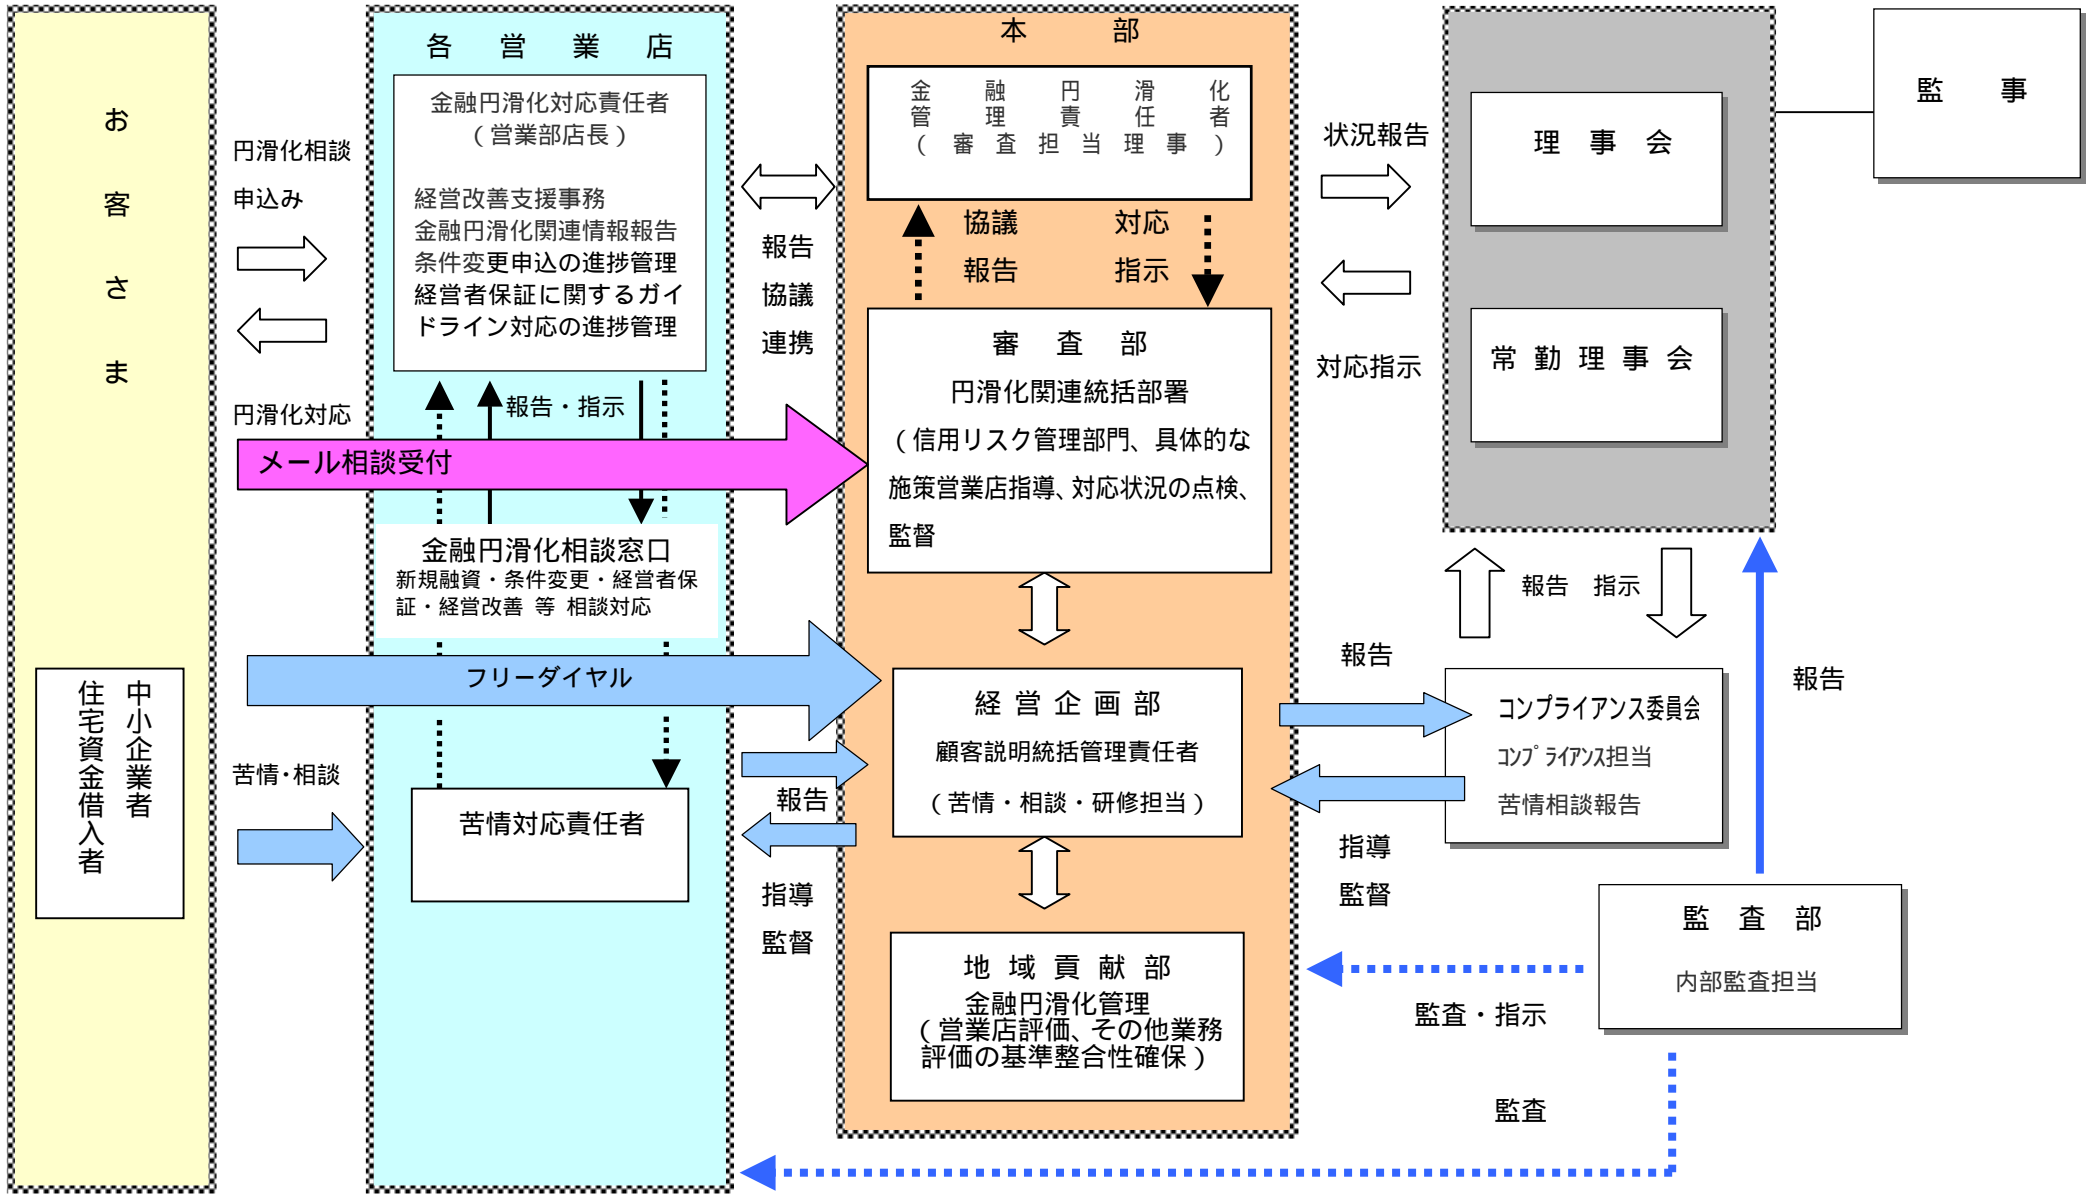 お客さま
中小企業者
住宅資金借入者
円滑化相談
申込み
円滑化対応
メール相談受付
フリーダイヤル
苦情・相談
各営業店
金融円滑化対応責任者
（営業部店長）
経営改善支援事務
金融円滑化関連情報報告
条件変更申込の進捗管理
経営者保証に関するガイ
ドライン対応の進捗管理
報告・指示
金融円滑化相談窓口
新規融資・条件変更・経営者保
証・経営改善 等 相談対応
苦情対応責任者
報告
協議
連携
報告
指導
監督
本部
金融円滑化
管理責任者
（審査担当理事）
協議
報告
対応
指示
審査部
円滑化関連統括部署
（信用リスク管理部門、具体的な
施策営業店指導、対応状況の点検、
監督
経営企画部
顧客説明統括管理責任者
（苦情・相談・研修担当）
地域貢献部
金融円滑化管理
（営業店評価、その他業務
評価の基準整合性確保）
状況報告
対応指示
理事会
常勤理事会
監事
報告 指示
報告
コンプライアンス委員会
コンプライアンス担当
苦情相談報告
指導
監督
報告
監査部
内部監査担当
監査・指示
監査